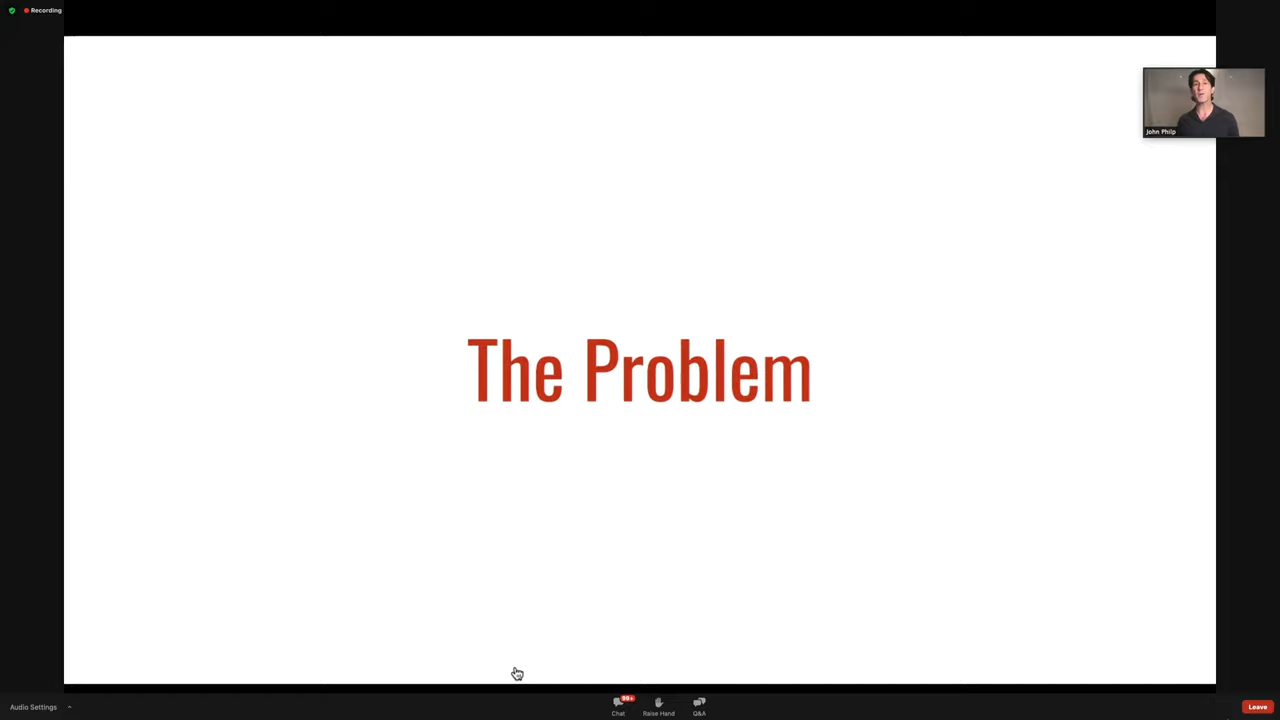 Recording
John Philp
The Problem
Audio Settings
99+
Chat
Raise Hand
Q&A
Leave